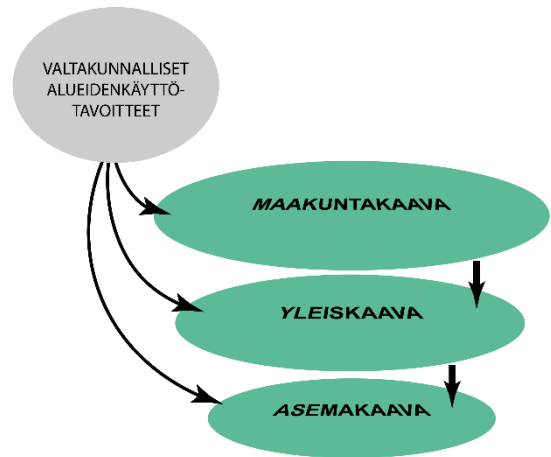 VALTAKUNNALLISET
ALUEIDENKÄYTTÖ-
TAVOITTEET
MAAKUNTAKAAVA
YLEISKAAVA
ASEMAKAAVA